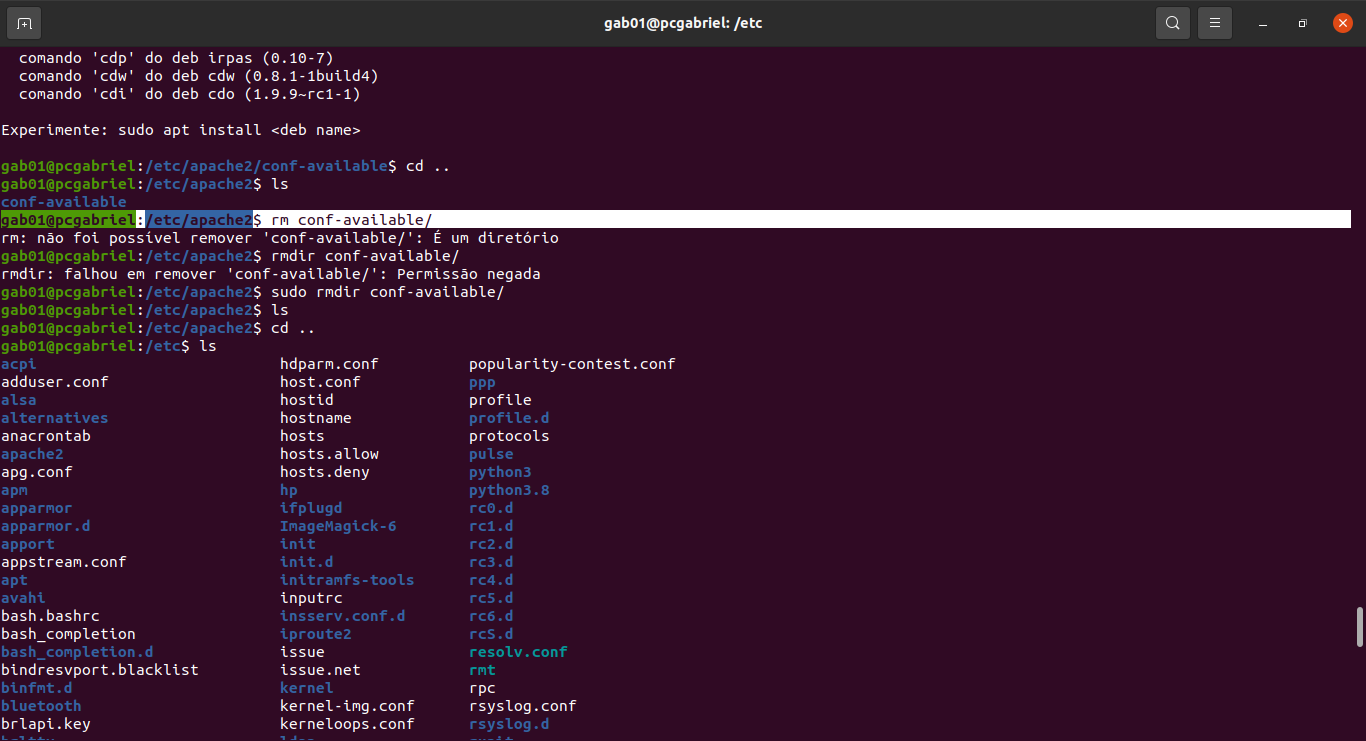 gab01@pcgabriel: /etc
comando 'cdp' do deb irpas (0.10-7)
comando 'cdw' do deb cdw (0.8.1-1build4)
comando 'cdi' do deb cdo (1.9.9~rc1-1)
Experimente: sudo apt install <deb name>
gab01@pcgabriel:/etc/apache2/conf-available$ cd ..
gab01@pcgabriel:/etc/apache2$ ls
conf-available
gab01@pcgabriel:/etc/apache2$ rm conf-available/
rm: não foi possível remover 'conf-available/': É um diretório
gab01@pcgabriel:/etc/apache2$ rmdir conf-available/
rmdir: falhou em remover 'conf-available/': Permissão negada
gab01@pcgabriel:/etc/apache2$ sudo rmdir conf-available/
gab01@pcgabriel:/etc/apache2$ ls
gab01@pcgabriel:/etc/apache2$ cd ..
gab01@pcgabriel:/etc$ ls
acpi hdparm.conf popularity-contest.conf
adduser.conf host.conf ppp
alsa hostid profile
alternatives hostname profile.d
anacrontab hosts protocols
apache2 hosts.allow pulse
apg.conf hosts.deny python3
apm hp python3.8
apparmor ifplugd rc0.d
apparmor.d ImageMagick-6 rc1.d
apport init rc2.d
appstream.conf init.d rc3.d
apt initramfs-tools rc4.d
avahi inputrc rc5.d
bash.bashrc insserv.conf.d rc6.d
bash_completion iproute2 rcS.d
bash_completion.d issue resolv.conf
bindresvport.blacklist issue.net rmt
binfmt.d kernel rpc
bluetooth kernel-img.conf rsyslog.conf
brlapi.key kerneloops.conf rsyslog.d